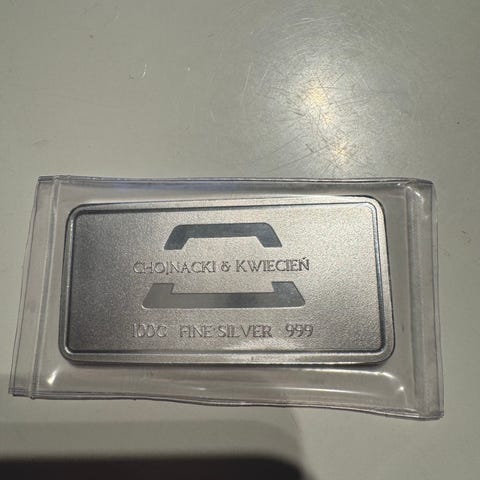 CHOJNACKI & KWIECIEŃ
100G FINE SILVER 999